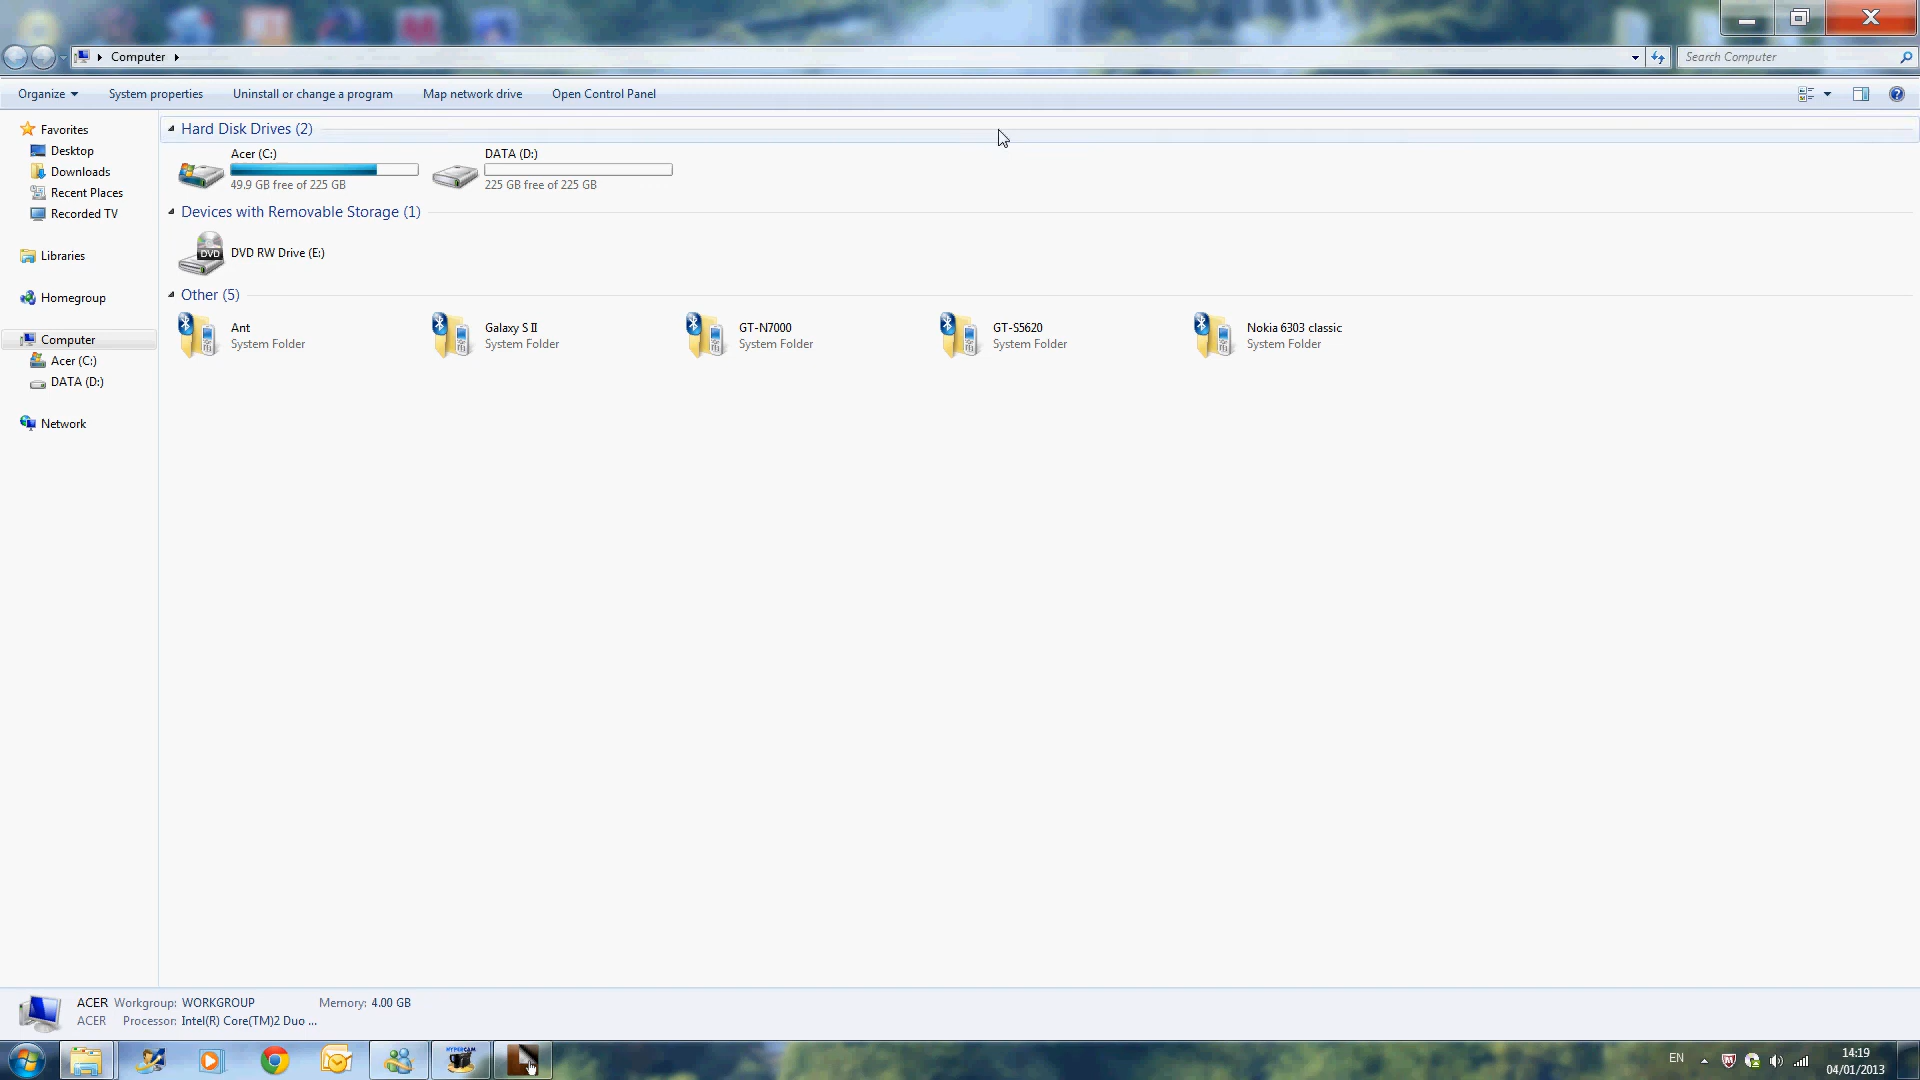 Computer
Search Computer
Organize
System properties
Uninstall or change a program
Map network drive
Open Control Panel
Favorites
Desktop
Downloads
Recent Places
Recorded TV
Libraries
Homegroup
Computer
Acer (C:)
DATA (D:)
Network
Hard Disk Drives (2)
Acer (C:)
49.9 GB free of 225 GB
DATA (D:)
225 GB free of 225 GB
Devices with Removable Storage (1)
DVD
DVD RW Drive (E:)
Other (5)
Ant
System Folder
Galaxy S II
System Folder
GT-N7000
System Folder
GT-S5620
System Folder
Nokia 6303 classic
System Folder
ACER Workgroup: WORKGROUP Memory: 4.00 GB
ACER Processor: Intel(R) Core(TM)2 Duo ...
HYPERCAM
EN
14:19
04/01/2013